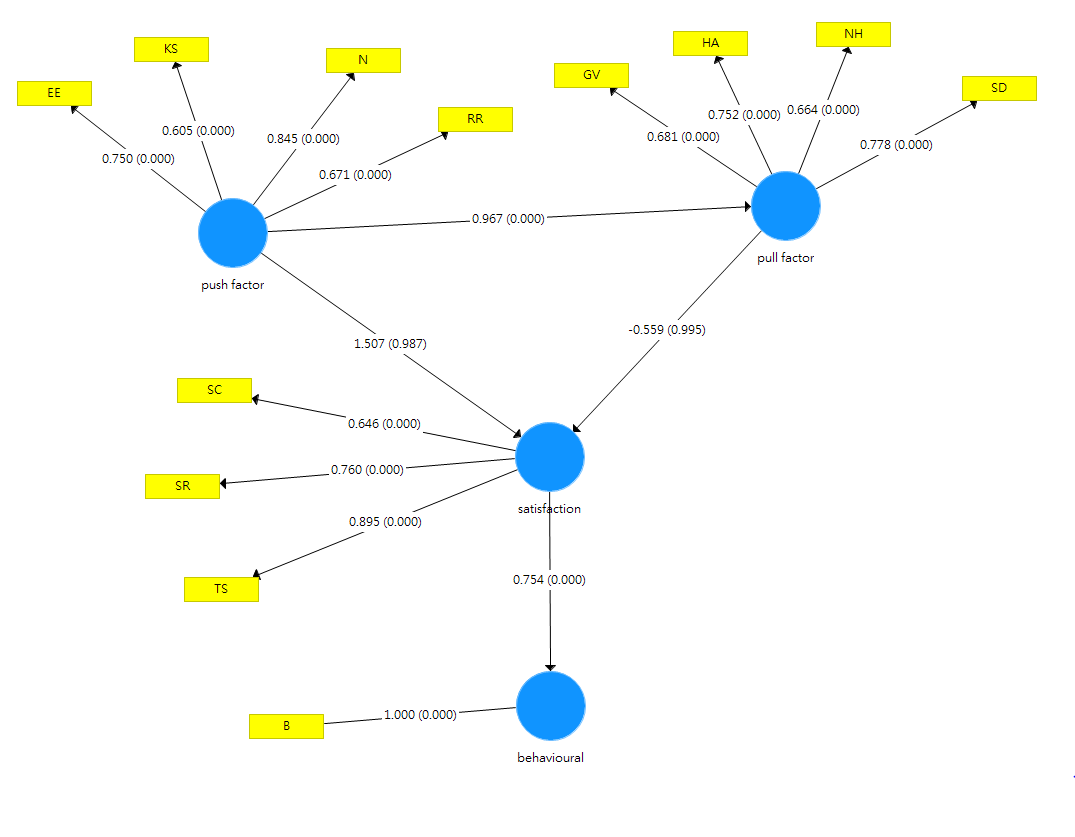 NH
HA
KS
N
GV
SD
EE
0.752 (0.000)
0.664 (0.000)
RR
0.605 (0.000)
0.845 (0.000)
0.681 (0.000)
0.778 (0.000)
0.750 (0.000)
0.671 (0.000)
0.967 (0.000)
pull factor
push factor
-0.559 (0.995)
1.507 (0.987)
SC
0.646 (0.000)
0.760 (0.000)
SR
satisfaction
0.895 (0.000)
0.754 (0.000)
TS
1.000 (0.000)
B
behavioural